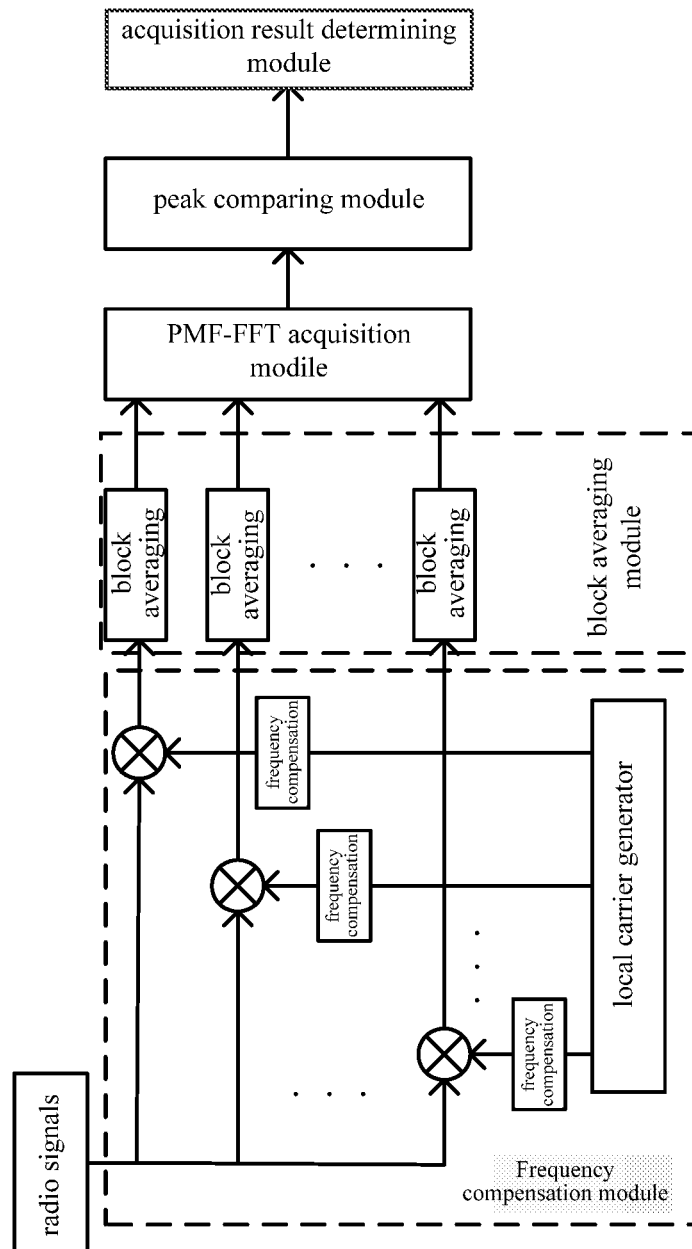 acquisition result determining
module
peak comparing module
PMF-FFT acquisition
modile
block
averaging
block
averaging
block
averaging
block averaging
module
frequency
compensation
frequency
compensation
frequency
compensation
local carrier generator
radio signals
Frequency
compensation module